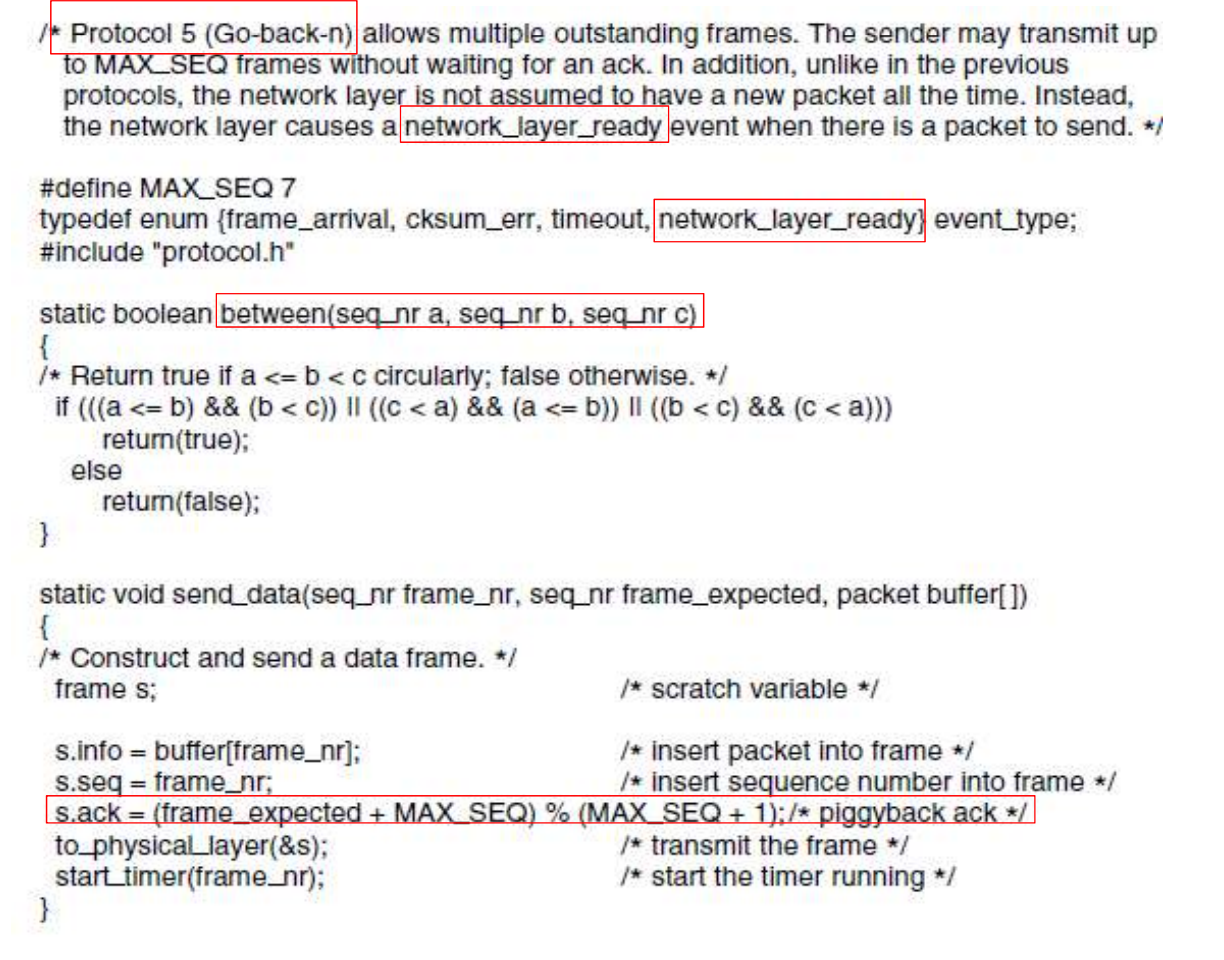 /* Protocol 5 (Go-back-n) allows multiple outstanding frames. The sender may transmit up
to MAX_SEQ frames without waiting for an ack. In addition, unlike in the previous
protocols, the network layer is not assumed to have a new packet all the time. Instead,
the network layer causes a network_layer_ready event when there is a packet to send. */
#define MAX_SEQ 7
typedef enum {frame_arrival, cksum_err, timeout, network_layer_ready} event_type;
#include "protocol.h"
static boolean between(seq_nr a, seq_nr b, seq_nr c)
{
/* Return true if a <= b < c circularly; false otherwise. */
if (((a <= b) && (b < c)) || ((c < a) && (a <= b)) || ((b < c) && (c < a)))
return(true);
else
return(false);
}
static void send_data(seq_nr frame_nr, seq_nr frame_expected, packet buffer[ ])
{
/* Construct and send a data frame. */
frame s; /* scratch variable */
s.info = buffer[frame_nr]; /* insert packet into frame */
s.seq = frame_nr; /* insert sequence number into frame */
s.ack = (frame_expected + MAX_SEQ) % (MAX_SEQ + 1);/* piggyback ack */
to_physical_layer(&s); /* transmit the frame */
start_timer(frame_nr); /* start the timer running */
}